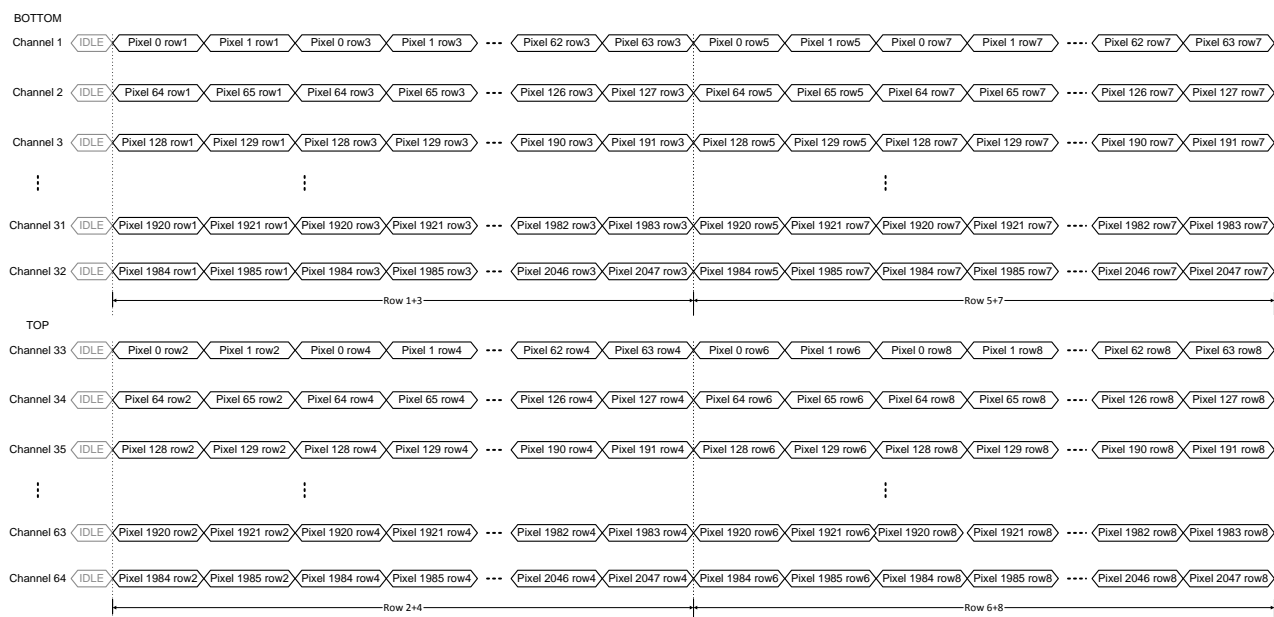 BOTTOM
Channel 1 IDLE Pixel 0 row1 Pixel 1 row1 Pixel 0 row3 Pixel 1 row3 Pixel 62 row3 Pixel 63 row3 Pixel 0 row5 Pixel 1 row5 Pixel 0 row7 Pixel 1 row7 Pixel 62 row7 Pixel 63 row7
Channel 2 IDLE Pixel 64 row1 Pixel 65 row1 Pixel 64 row3 Pixel 65 row3 Pixel 126 row3 Pixel 127 row3 Pixel 64 row5 Pixel 65 row5 Pixel 64 row7 Pixel 65 row7 Pixel 126 row7 Pixel 127 row7
Channel 3 IDLE Pixel 128 row1 Pixel 129 row1 Pixel 128 row3 Pixel 129 row3 Pixel 190 row3 Pixel 191 row3 Pixel 128 row5 Pixel 129 row5 Pixel 128 row7 Pixel 129 row7 Pixel 190 row7 Pixel 191 row7
Channel 31 IDLE Pixel 1920 row1 Pixel 1921 row1 Pixel 1920 row3 Pixel 1921 row3 Pixel 1982 row3 Pixel 1983 row3 Pixel 1920 row5 Pixel 1921 row7 Pixel 1920 row7 Pixel 1921 row7 Pixel 1982 row7 Pixel 1983 row7
Channel 32 IDLE Pixel 1984 row1 Pixel 1985 row1 Pixel 1984 row3 Pixel 1985 row3 Pixel 2046 row3 Pixel 2047 row3 Pixel 1984 row5 Pixel 1985 row7 Pixel 1984 row7 Pixel 1985 row7 Pixel 2046 row7 Pixel 2047 row7
Row 1+3 Row 5+7
TOP
Channel 33 IDLE Pixel 0 row2 Pixel 1 row2 Pixel 0 row4 Pixel 1 row4 Pixel 62 row4 Pixel 63 row4 Pixel 0 row6 Pixel 1 row6 Pixel 0 row8 Pixel 1 row8 Pixel 62 row8 Pixel 63 row8
Channel 34 IDLE Pixel 64 row2 Pixel 65 row2 Pixel 64 row4 Pixel 65 row4 Pixel 126 row4 Pixel 127 row4 Pixel 64 row6 Pixel 65 row6 Pixel 64 row8 Pixel 65 row8 Pixel 126 row8 Pixel 127 row8
Channel 35 IDLE Pixel 128 row2 Pixel 129 row2 Pixel 128 row4 Pixel 129 row4 Pixel 190 row4 Pixel 191 row4 Pixel 128 row6 Pixel 129 row6 Pixel 128 row8 Pixel 129 row8 Pixel 190 row8 Pixel 191 row8
Channel 63 IDLE Pixel 1920 row2 Pixel 1921 row2 Pixel 1920 row4 Pixel 1921 row4 Pixel 1982 row4 Pixel 1983 row4 Pixel 1920 row6 Pixel 1921 row6 Pixel 1920 row8 Pixel 1921 row8 Pixel 1982 row8 Pixel 1983 row8
Channel 64 IDLE Pixel 1984 row2 Pixel 1985 row2 Pixel 1984 row4 Pixel 1985 row4 Pixel 2046 row4 Pixel 2047 row4 Pixel 1984 row6 Pixel 1985 row6 Pixel 1984 row8 Pixel 1985 row8 Pixel 2046 row8 Pixel 2047 row8
Row 2+4 Row 6+8